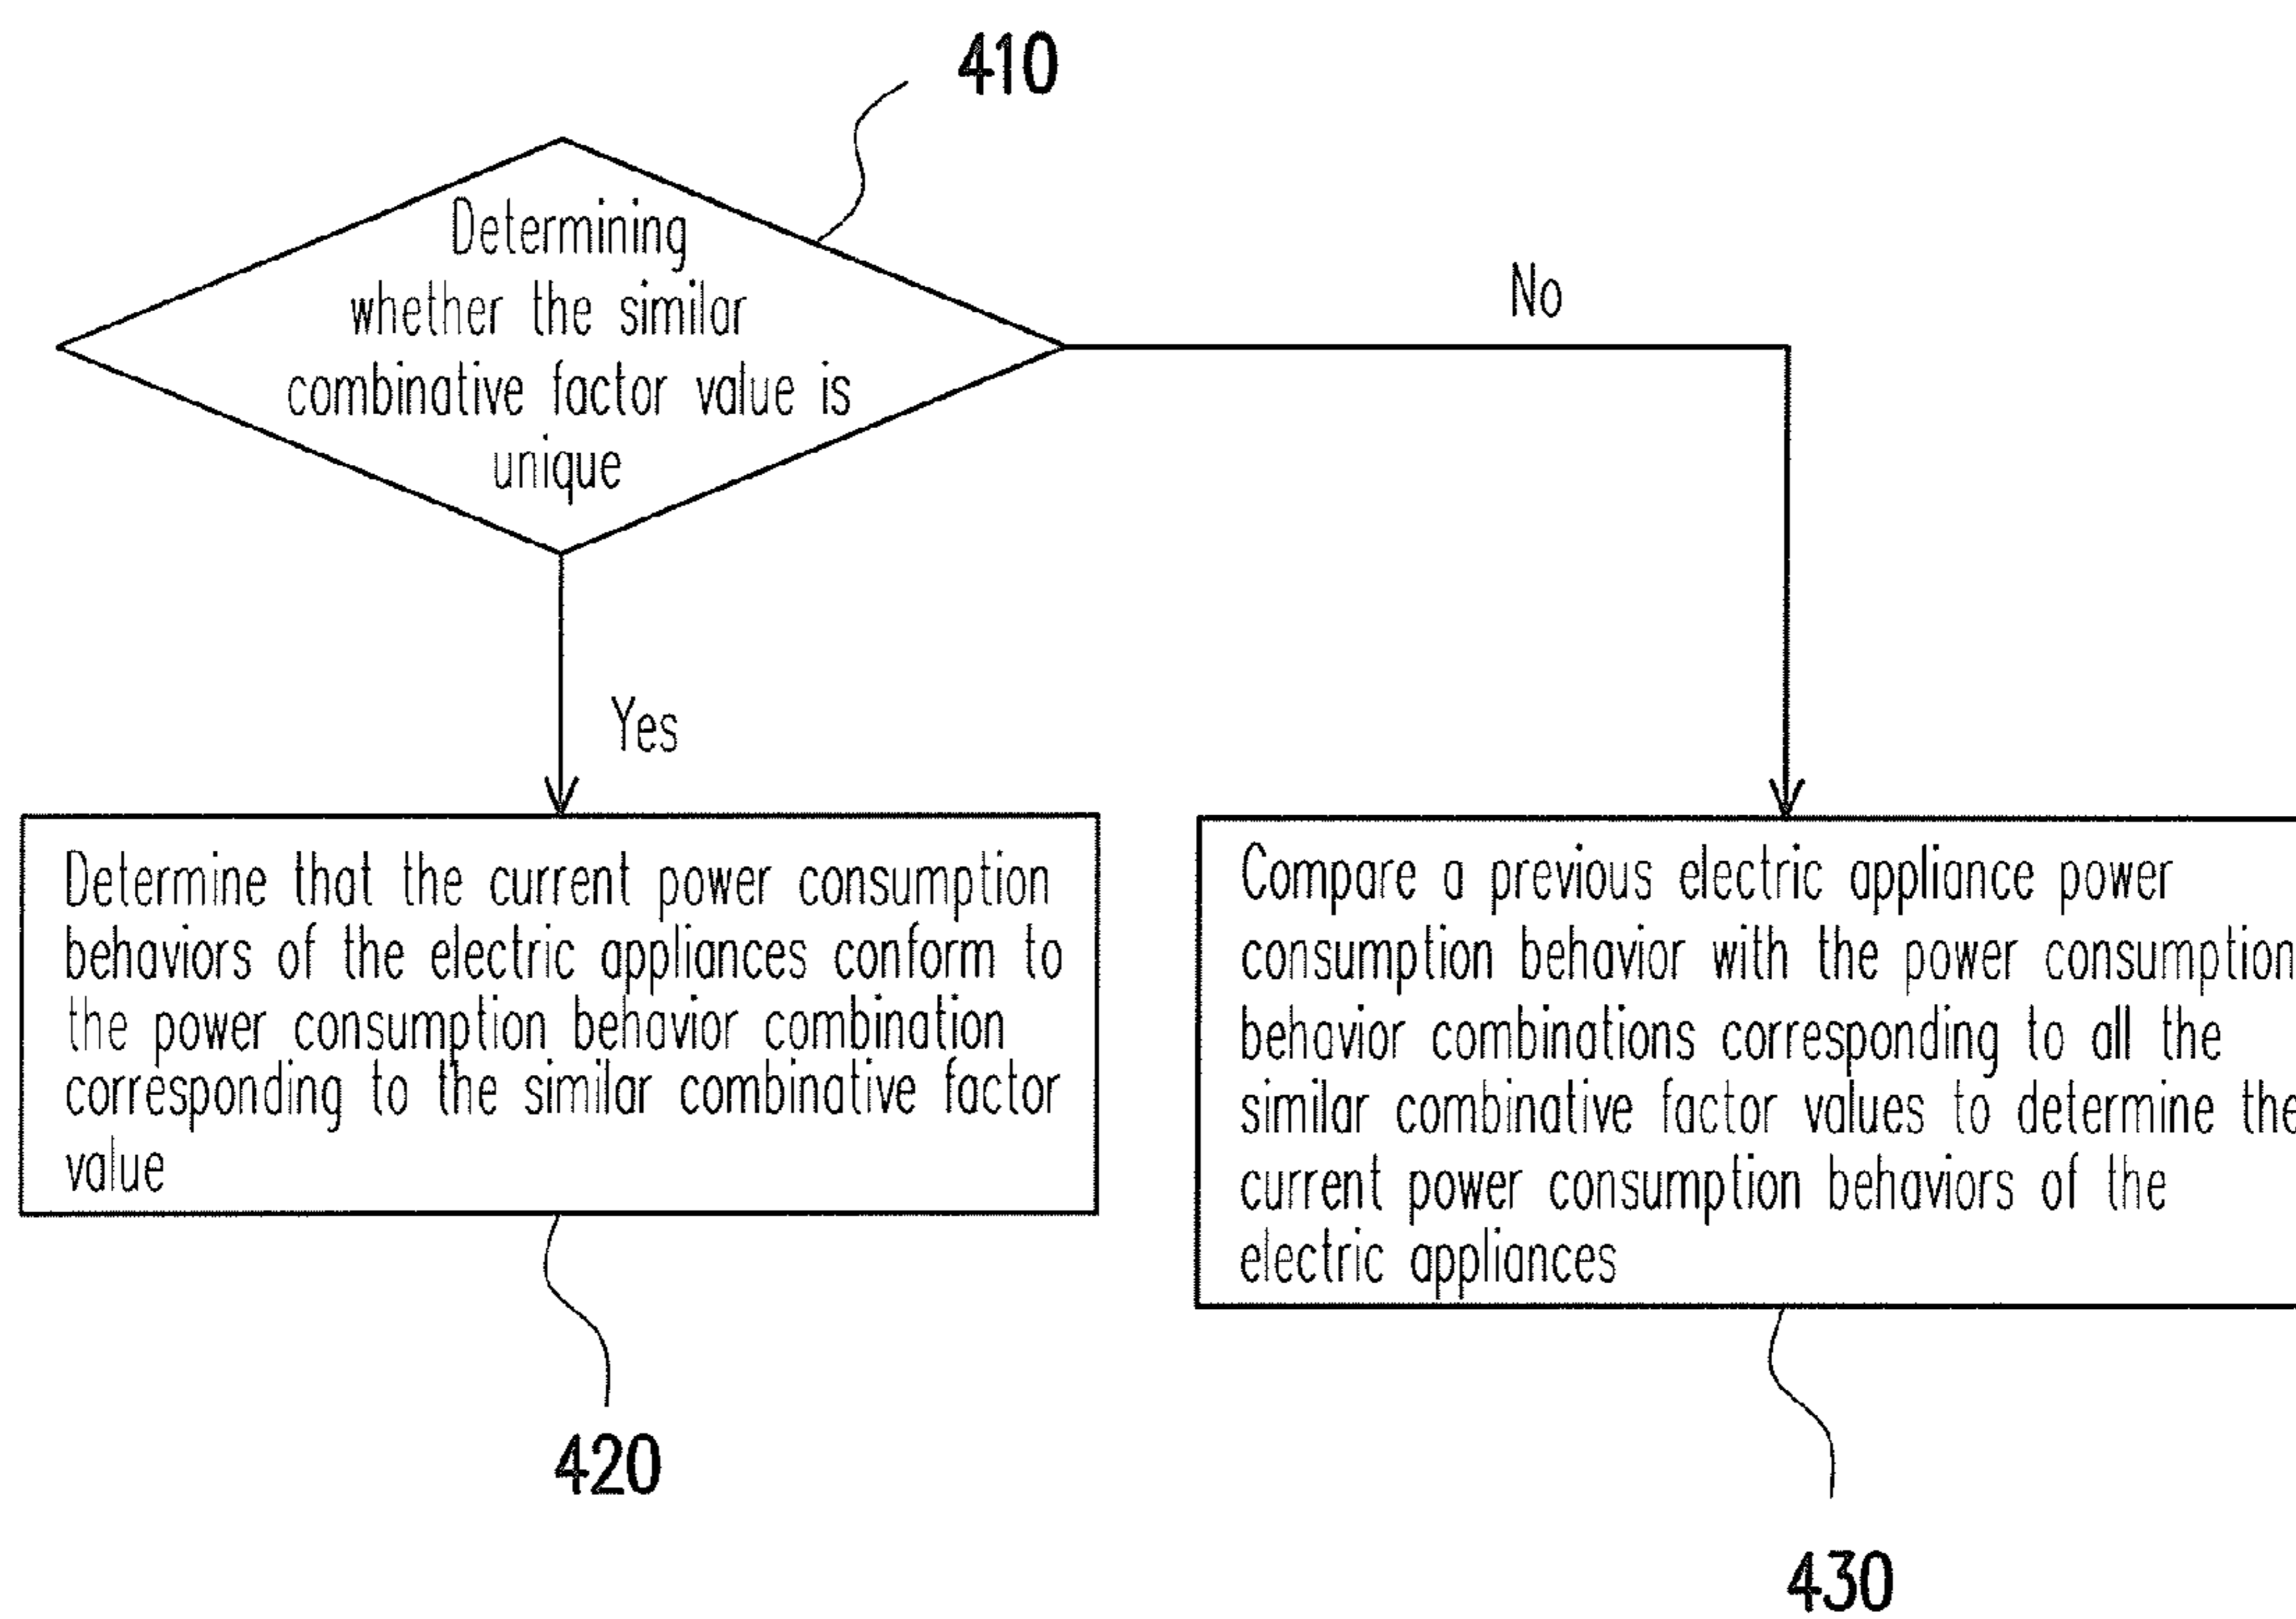 410
Determining
whether the similar
combinative factor value is
unique
No
Yes
Determine that the current power consumption
behaviors of the electric appliances conform to
the power consumption behavior combination
corresponding to the similar combinative factor
value
Compare a previous electric appliance power
consumption behavior with the power consumption
behavior combinations corresponding to all the
similar combinative factor values to determine the
current power consumption behaviors of the
electric appliances
420
430